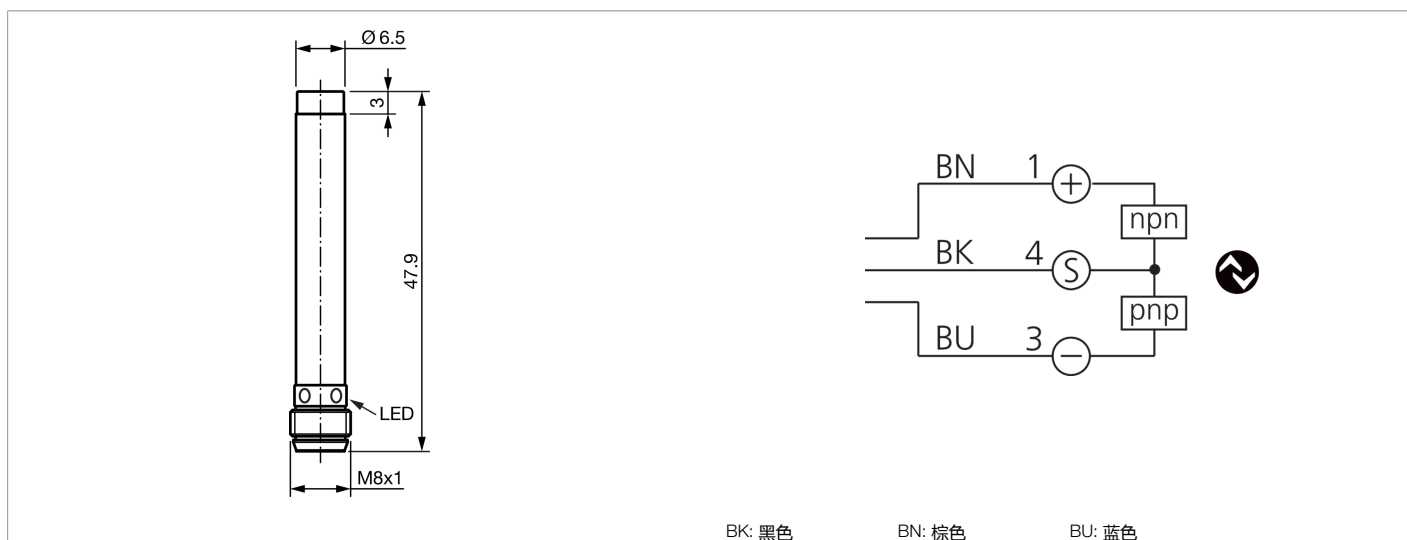 Ø 6.5
3
47.9
LED
M8x1
BN 1 +
npn
BK 4 S
pnp
BU 3 −
BK: 黑色 BN: 棕色 BU: 蓝色